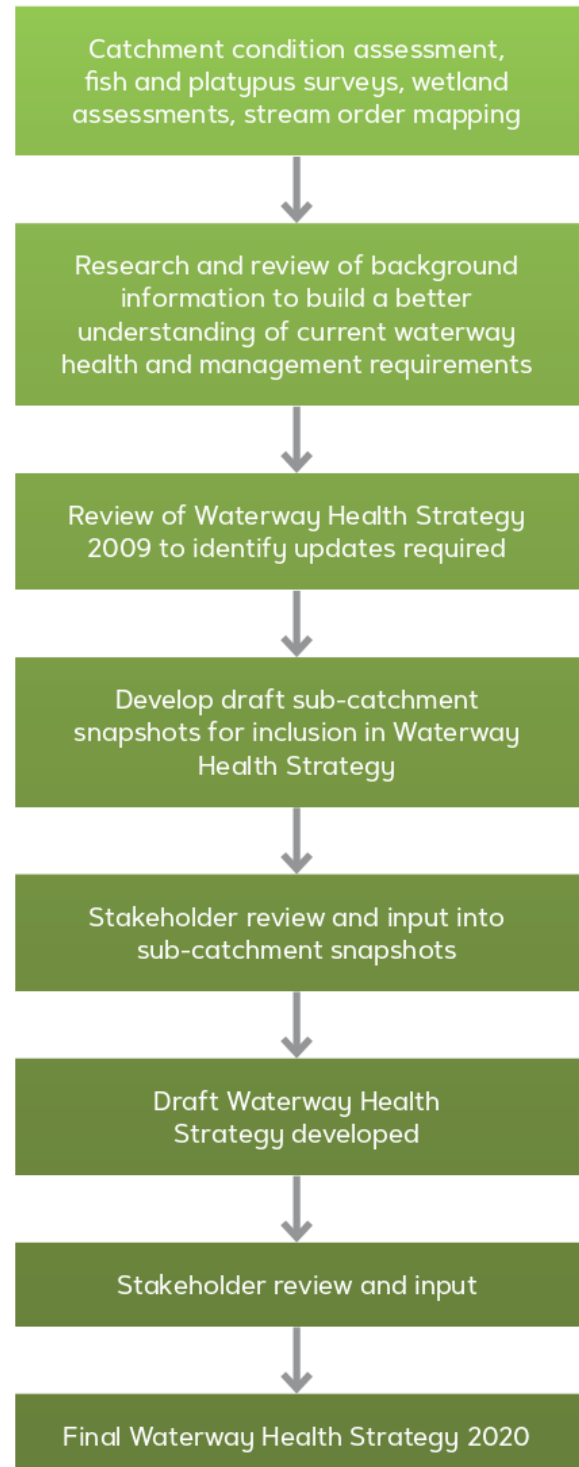 Catchment condition assessment,
fish and platypus surveys, wetland
assessments, stream order mapping
Research and review of background
information to build a better
understanding of current waterway
health and management requirements
Review of Waterway Health Strategy
2009 to identify updates required
Develop draft sub-catchment
snapshots for inclusion in Waterway
Health Strategy
Stakeholder review and input into
sub-catchment snapshots
Draft Waterway Health
Strategy developed
Stakeholder review and input
Final Waterway Health Strategy 2020